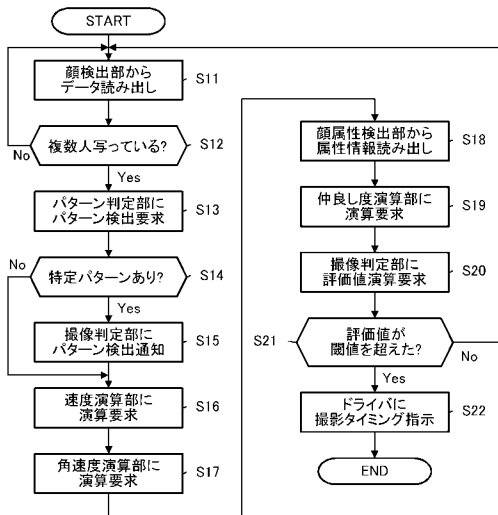 START
顔検出部から
データ読み出し
S11
複数人写っている?
S12
No
Yes
パターン判定部に
パターン検出要求
S13
No
特定パターンあり?
S14
Yes
撮像判定部に
パターン検出通知
S15
速度演算部に
演算要求
S16
角速度演算部に
演算要求
S17
顔属性検出部から
属性情報読み出し
S18
仲良し度演算部に
演算要求
S19
撮像判定部に
評価値演算要求
S20
S21
評価値が
閾値を超えた?
No
Yes
ドライバに
撮影タイミング指示
S22
END